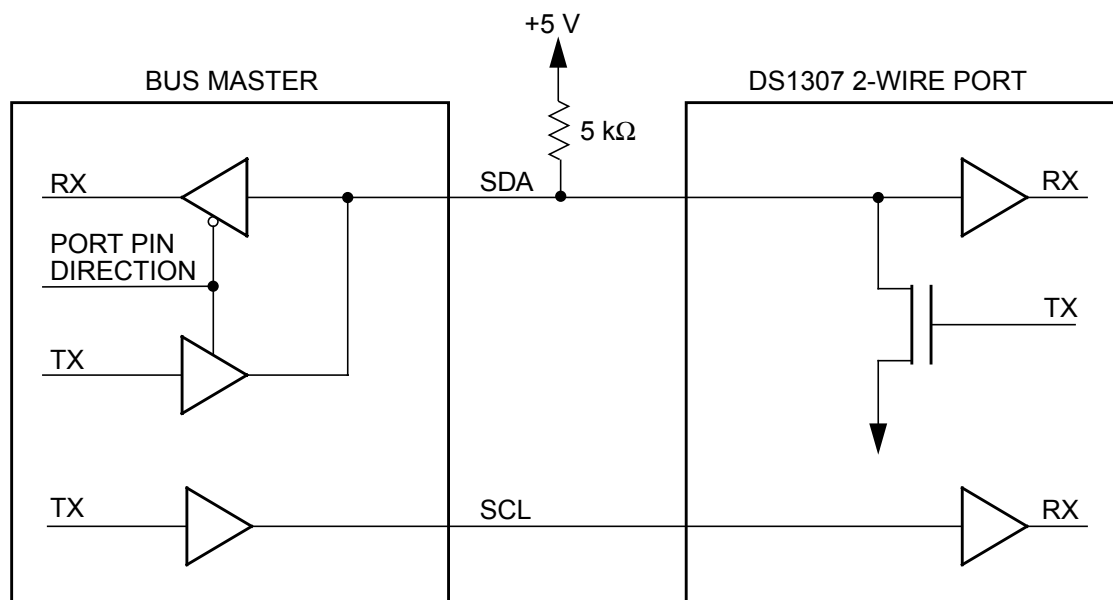 +5 V
BUS MASTER
DS1307 2-WIRE PORT
5 kΩ
RX
SDA
RX
PORT PIN
DIRECTION
TX
TX
TX
SCL
RX